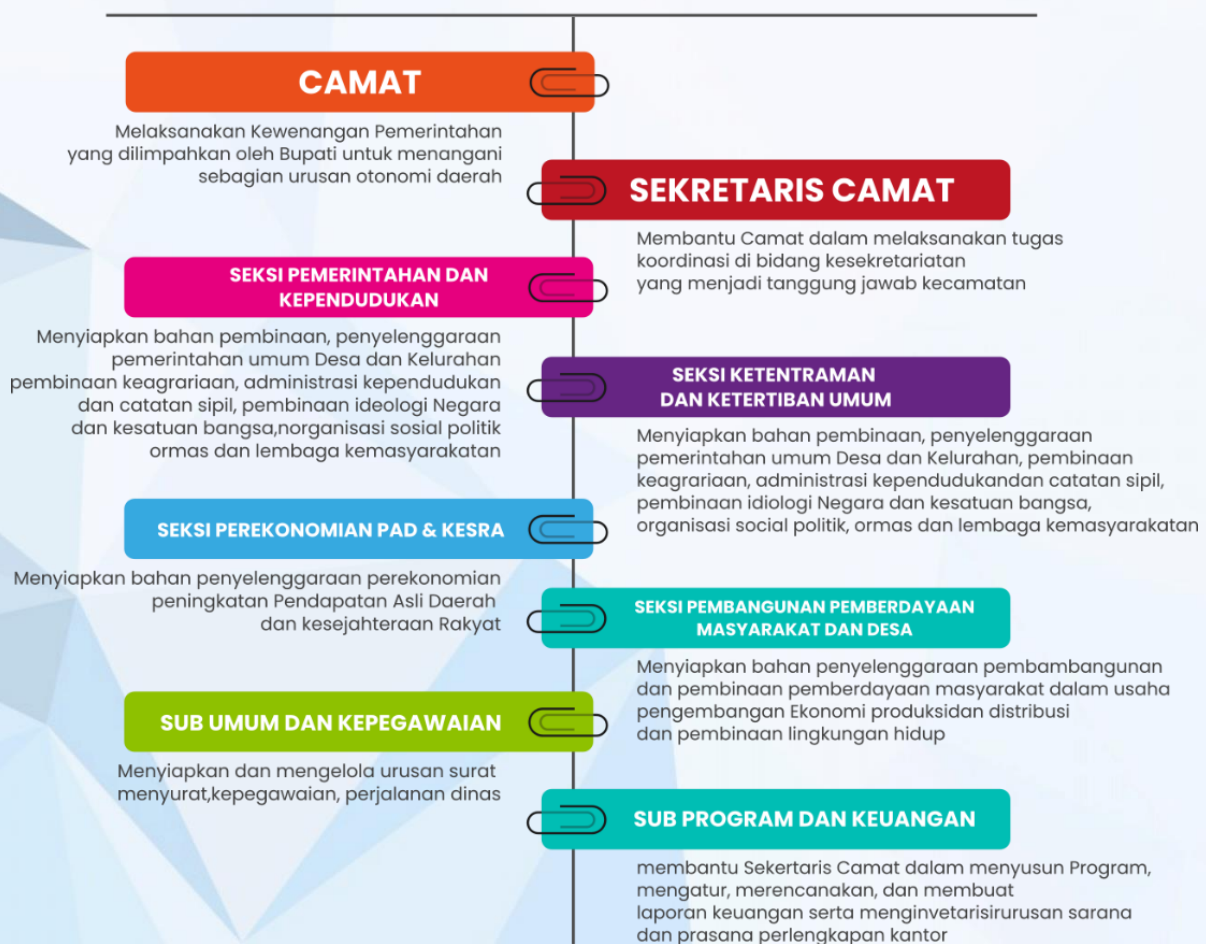 CAMAT
Melaksanakan Kewenangan Pemerintahan
yang dilimpahkan oleh Bupati untuk menangani
sebagian urusan otonomi daerah
SEKRETARIS CAMAT
Membantu Camat dalam melaksanakan tugas
koordinasi di bidang kesekretariatan
yang menjadi tanggung jawab kecamatan
SEKSI PEMERINTAHAN DAN
KEPENDUDUKAN
Menyiapkan bahan pembinaan, penyelenggaraan
pemerintahan umum Desa dan Kelurahan
pembinaan keagrariaan, administrasi kependudukan
dan catatan sipil, pembinaan ideologi Negara
dan kesatuan bangsa,norganisasi sosial politik
ormas dan lembaga kemasyarakatan
SEKSI KETENTRAMAN
DAN KETERTIBAN UMUM
Menyiapkan bahan pembinaan, penyelenggaraan
pemerintahan umum Desa dan Kelurahan, pembinaan
keagrariaan, administrasi kependudukandan catatan sipil,
pembinaan idiologi Negara dan kesatuan bangsa,
organisasi social politik, ormas dan lembaga kemasyarakatan
SEKSI PEREKONOMIAN PAD & KESRA
Menyiapkan bahan penyelenggaraan perekonomian
peningkatan Pendapatan Asli Daerah
dan kesejahteraan Rakyat
SEKSI PEMBANGUNAN PEMBERDAYAAN
MASYARAKAT DAN DESA
Menyiapkan bahan penyelenggaraan pembambangunan
dan pembinaan pemberdayaan masyarakat dalam usaha
pengembangan Ekonomi produksidan distribusi
dan pembinaan lingkungan hidup
SUB UMUM DAN KEPEGAWAIAN
Menyiapkan dan mengelola urusan surat
menyurat,kepegawaian, perjalanan dinas
SUB PROGRAM DAN KEUANGAN
membantu Sekertaris Camat dalam menyusun Program,
mengatur, merencanakan, dan membuat
laporan keuangan serta menginvetarisirurusan sarana
dan prasana perlengkapan kantor